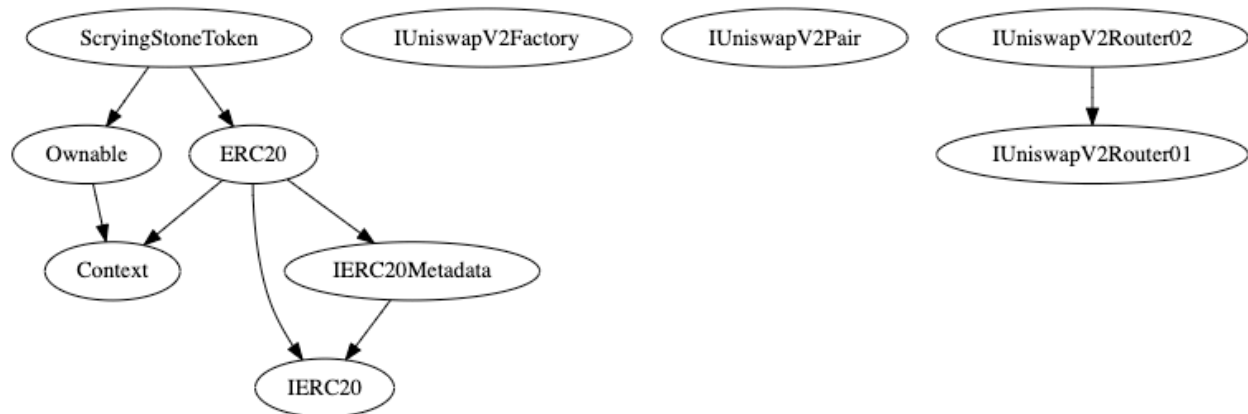 ScryingStoneToken
IUniswapV2Factory
IUniswapV2Pair
IUniswapV2Router02
Ownable
ERC20
IUniswapV2Router01
Context
IERC20Metadata
IERC20